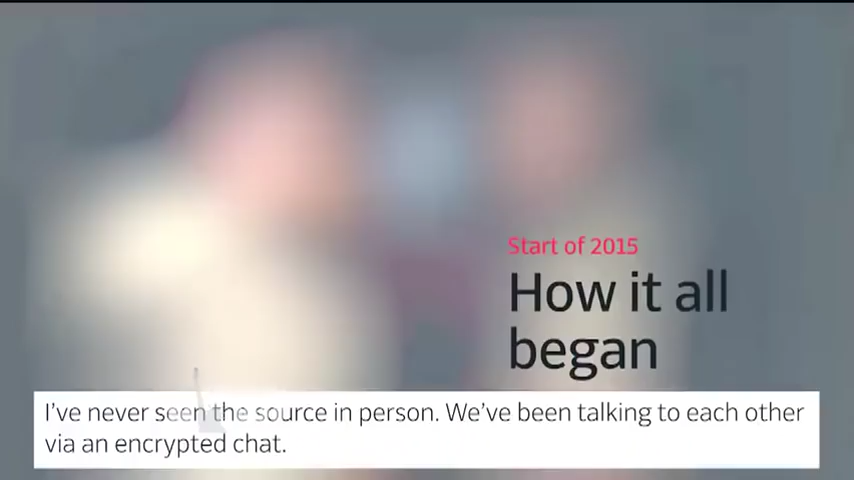 Start of 2015
How it all
began
I've never seen the source in person. We've been talking to each other
via an encrypted chat.